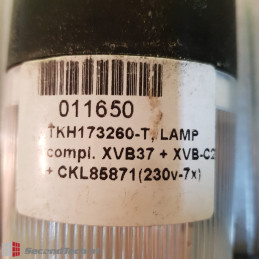 011650
TKH173260-T, LAMP
compl. XVB37 + XVB-C2
+ CKL85871(230v-7x)